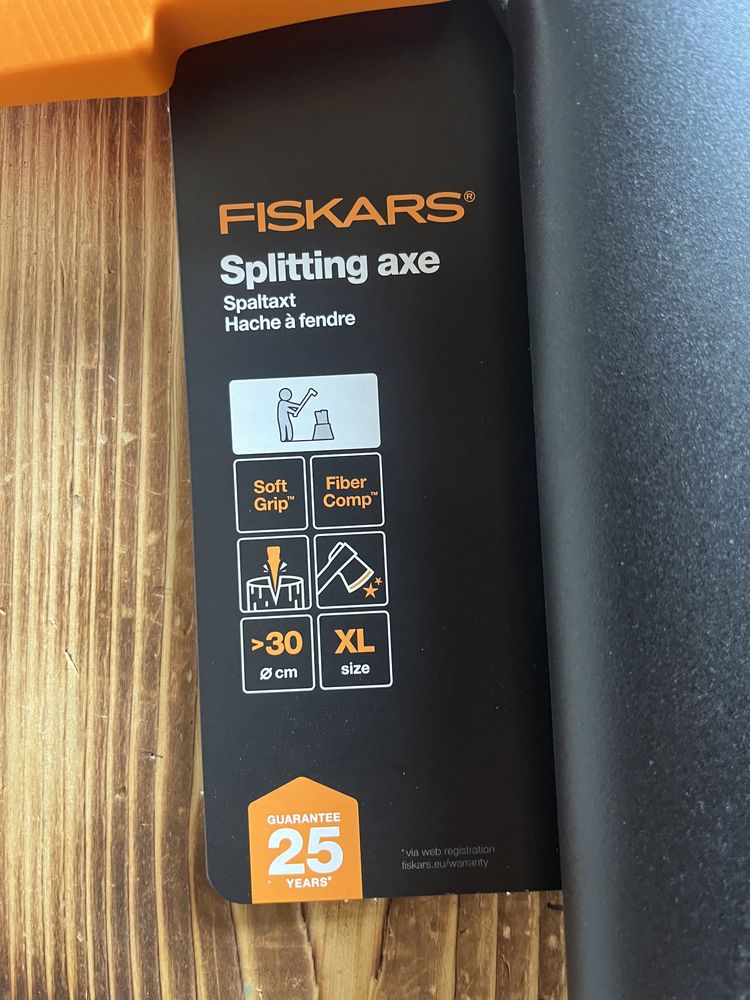 FISKARS®
Splitting axe
Spaltaxt
Hache à fendre
Soft
Grip™
Fiber
Comp™
>30
Ø cm
XL
size
GUARANTEE
25
YEARS*
*via web registration
fiskars.eu/warranty